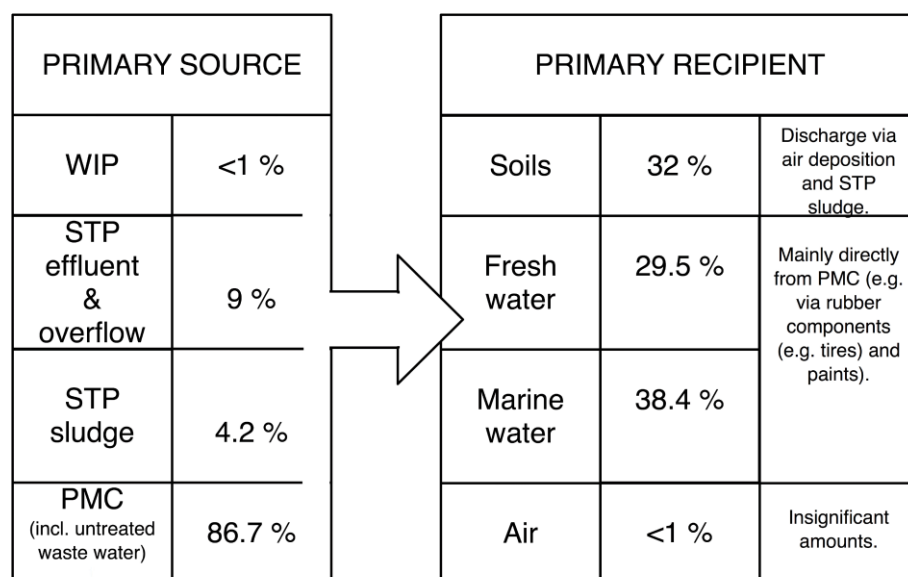 PRIMARY SOURCE
WIP
<1 %
STP
effluent
&
overflow
9 %
STP
sludge
4.2 %
PMC
(incl. untreated
waste water)
86.7 %
PRIMARY RECIPIENT
Soils
32 %
Discharge via
air deposition
and STP
sludge.
Fresh
water
29.5 %
Mainly directly
from PMC (e.g.
via rubber
components
(e.g. tires) and
paints).
Marine
water
38.4 %
Air
<1 %
Insignificant
amounts.